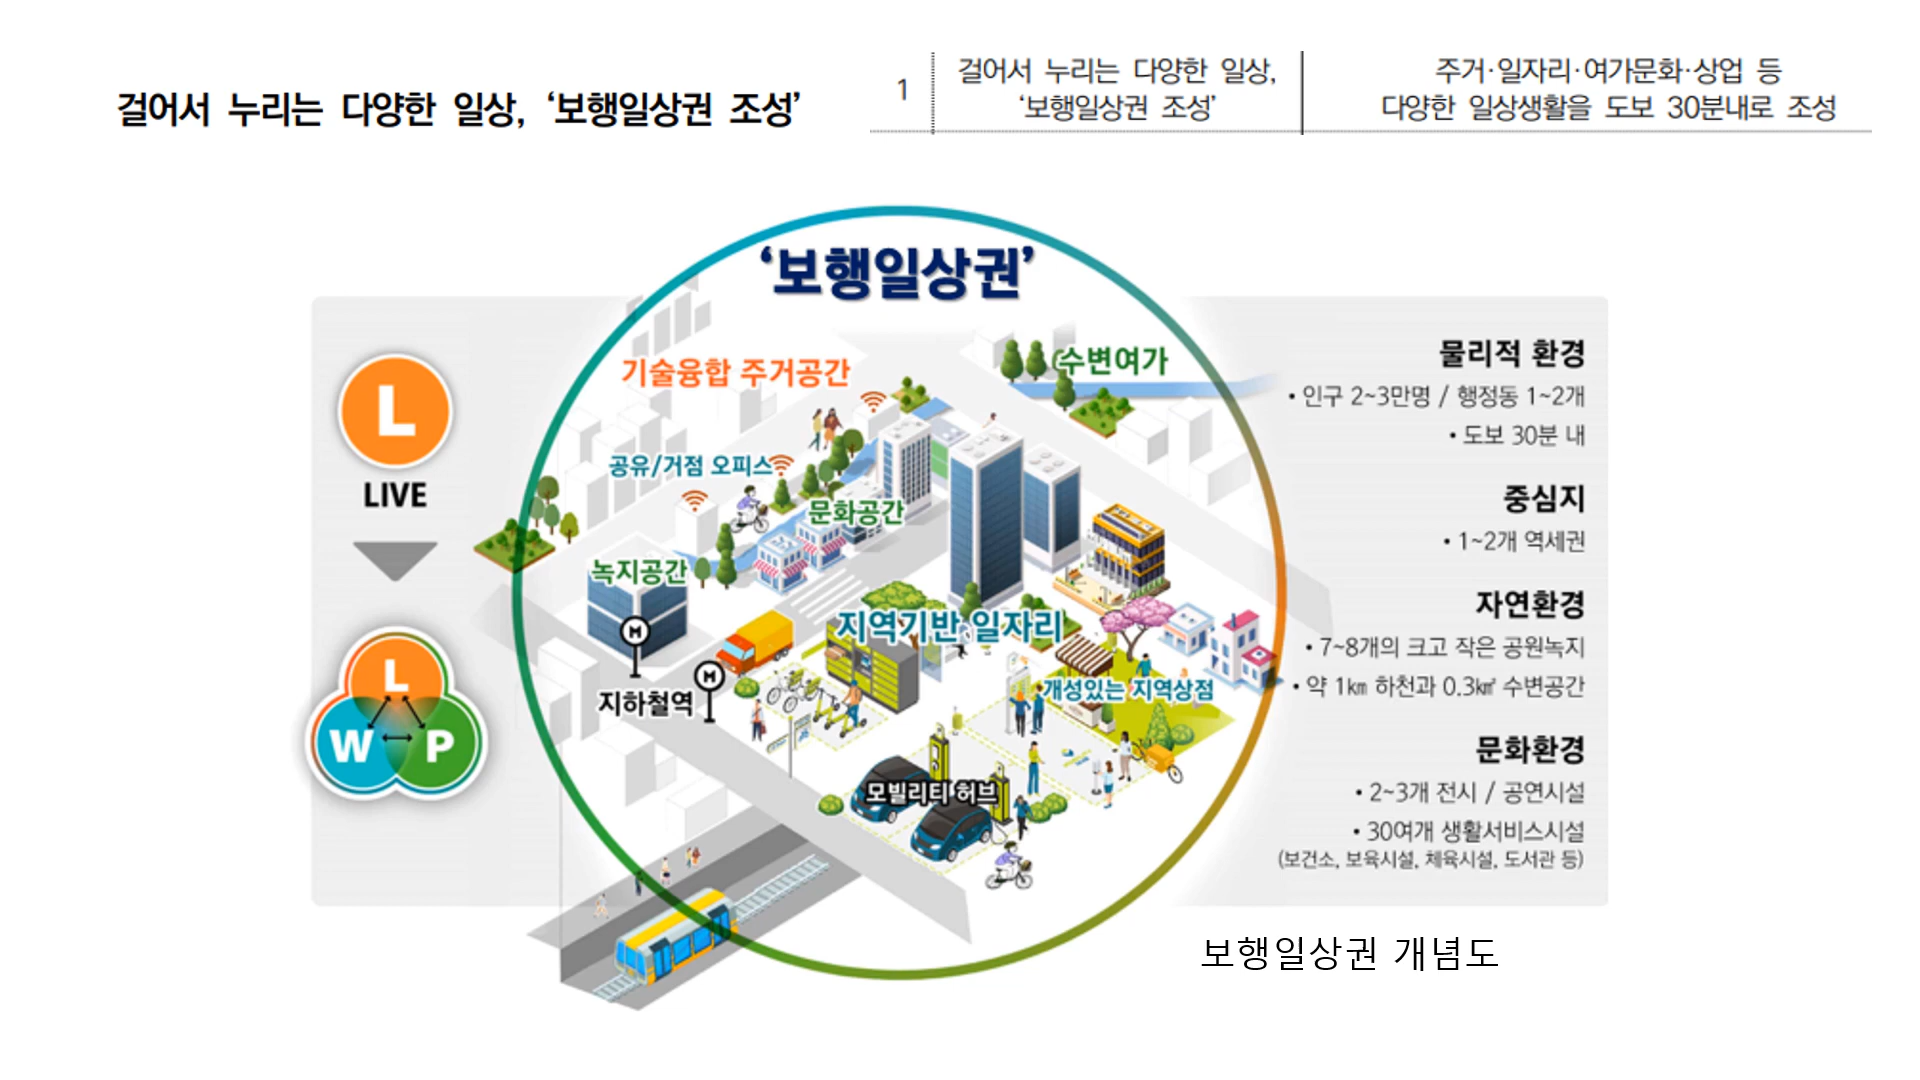 걸어서 누리는 다양한 일상, ‘보행일상권 조성’
1
걸어서 누리는 다양한 일상,
‘보행일상권 조성’
주거·일자리·여가문화·상업 등
다양한 일상생활을 도보 30분내로 조성
‘보행일상권’
기술융합 주거공간
수변여가
공유/거점 오피스
문화공간
녹지공간
지역기반 일자리
M
M
지하철역
개성있는 지역상점
모빌리티 허브
L
LIVE
L
W P
물리적 환경
• 인구 2~3만명 / 행정동 1~2개
• 도보 30분 내
중심지
• 1~2개 역세권
자연환경
• 7~8개의 크고 작은 공원녹지
• 약 1㎞ 하천과 0.3㎢ 수변공간
문화환경
• 2~3개 전시 / 공연시설
• 30여개 생활서비스시설
(보건소, 보육시설, 체육시설, 도서관 등)
보행일상권 개념도